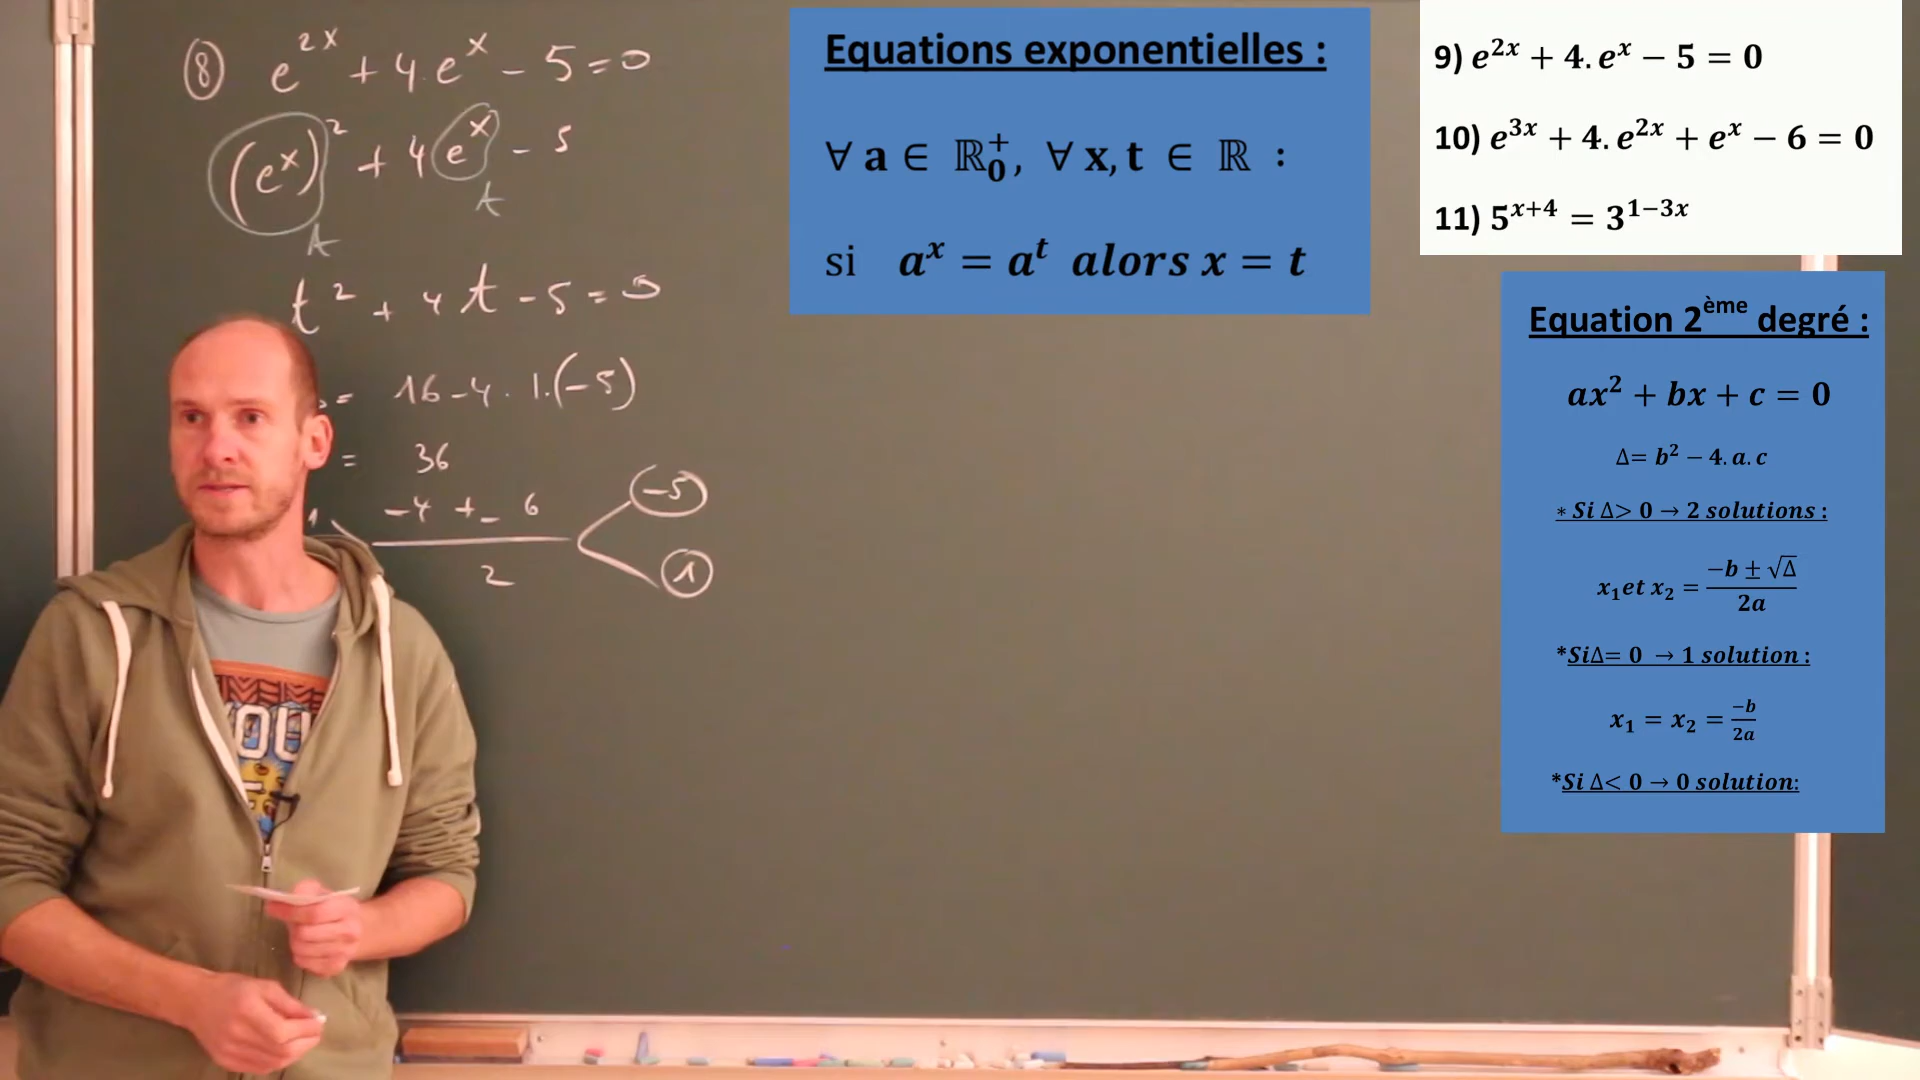 ⑧ e^{2x} + 4.e^x - 5 = 0
(e^x)^2 + 4e^x - 5
t t
t^2 + 4t - 5 = 0
= 16 - 4 . 1.(-5)
= 36
-4 +- 6
2
-5
1
YOU
Equations exponentielles :
∀ a ∈ ℝ₀⁺, ∀ x, t ∈ ℝ :
si a^x = a^t alors x = t
9) e^{2x} + 4. e^x − 5 = 0
10) e^{3x} + 4. e^{2x} + e^x − 6 = 0
11) 5^{x+4} = 3^{1−3x}
Equation 2ème degré :
ax² + bx + c = 0
Δ= b² − 4. a. c
* Si Δ> 0 → 2 solutions :
x₁et x₂ = (−b ± √Δ)/2a
*SiΔ= 0 → 1 solution :
x₁ = x₂ = −b/2a
*Si Δ< 0 → 0 solution: